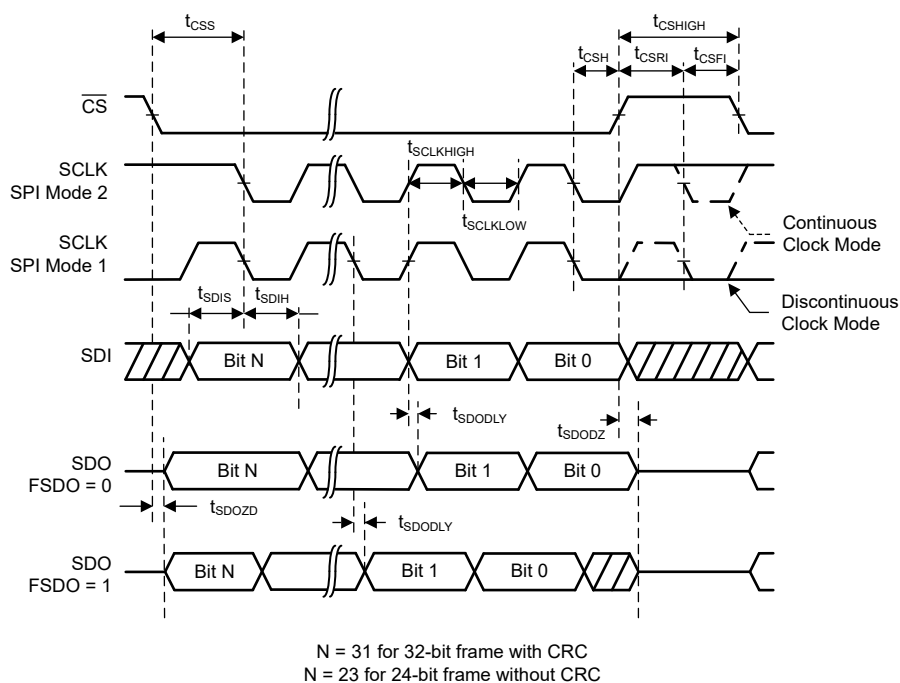 tCSS
tCSHIGH
tCSH
tCSRI
tCSFI
CS
tSCLKHIGH
SCLK
SPI Mode 2
tSCLKLOW
Continuous
Clock Mode
SCLK
SPI Mode 1
Discontinuous
Clock Mode
tSDIS
tSDIH
SDI
Bit N
Bit 1
Bit 0
tSDODLY
tSDODZ
SDO
FSDO = 0
Bit N
Bit 1
Bit 0
tSDOZD
tSDODLY
SDO
FSDO = 1
Bit N
Bit 1
Bit 0
N = 31 for 32-bit frame with CRC
N = 23 for 24-bit frame without CRC